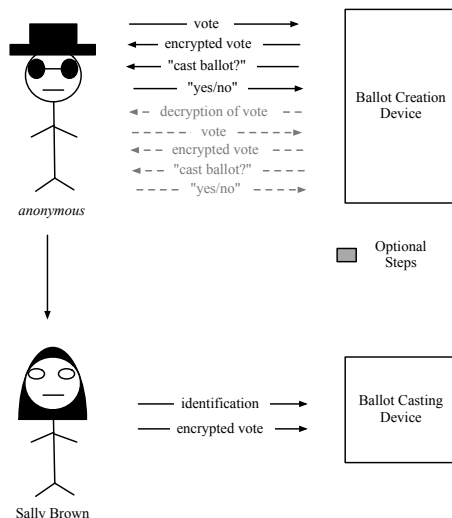 vote
encrypted vote
"cast ballot?"
"yes/no"
decryption of vote
vote
encrypted vote
"cast ballot?"
"yes/no"
Ballot Creation
Device
anonymous
Optional
Steps
identification
encrypted vote
Ballot Casting
Device
Sally Brown